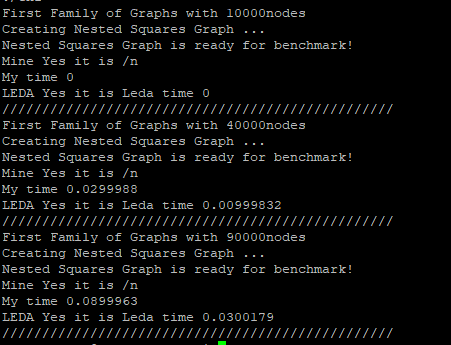 First Family of Graphs with 10000nodes
Creating Nested Squares Graph ...
Nested Squares Graph is ready for benchmark!
Mine Yes it is /n
My time 0
LEDA Yes it is Leda time 0
/////////////////////////////////////////////////
First Family of Graphs with 40000nodes
Creating Nested Squares Graph ...
Nested Squares Graph is ready for benchmark!
Mine Yes it is /n
My time 0.0299988
LEDA Yes it is Leda time 0.00999832
/////////////////////////////////////////////////
First Family of Graphs with 90000nodes
Creating Nested Squares Graph ...
Nested Squares Graph is ready for benchmark!
Mine Yes it is /n
My time 0.0899963
LEDA Yes it is Leda time 0.0300179
/////////////////////////////////////////////////